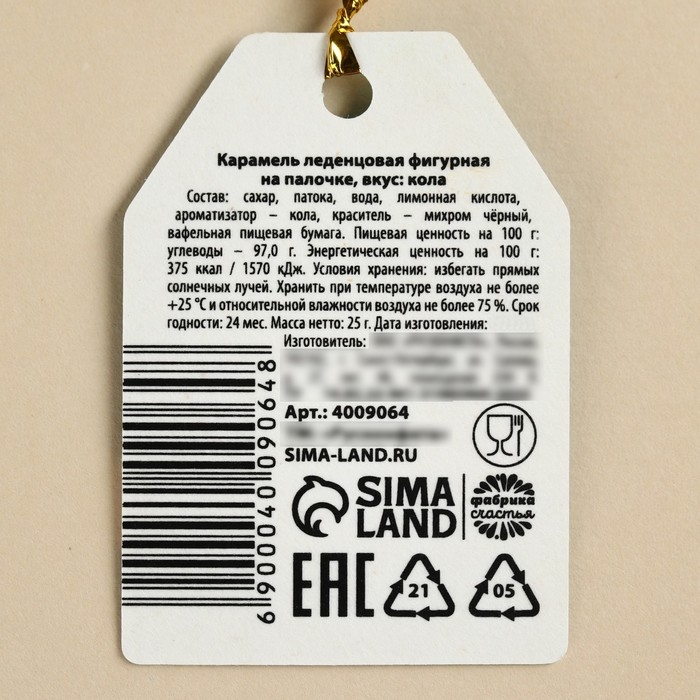 Карамель леденцовая фигурная
на палочке, вкус: кола
Состав: сахар, патока, вода, лимонная кислота,
ароматизатор – кола, краситель – михром чёрный,
вафельная пищевая бумага. Пищевая ценность на 100 г:
углеводы – 97,0 г. Энергетическая ценность на 100 г:
375 ккал / 1570 кДж. Условия хранения: избегать прямых
солнечных лучей. Хранить при температуре воздуха не более
+25 °С и относительной влажности воздуха не более 75 %. Срок
годности: 24 мес. Масса нетто: 25 г. Дата изготовления:
Изготовитель:
Арт.: 4009064
SIMA-LAND.RU
SIMA
LAND
фабрика
счастья
EAC
21
05
6900040090648